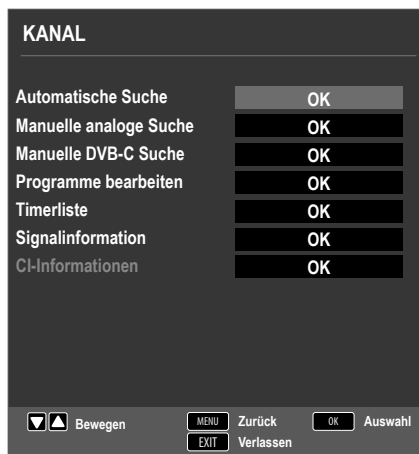 KANAL
Automatische Suche OK
Manuelle analoge Suche OK
Manuelle DVB-C Suche OK
Programme bearbeiten OK
Timerliste OK
Signalinformation OK
CI-Informationen OK
Bewegen MENU Zurück OK Auswahl
EXIT Verlassen